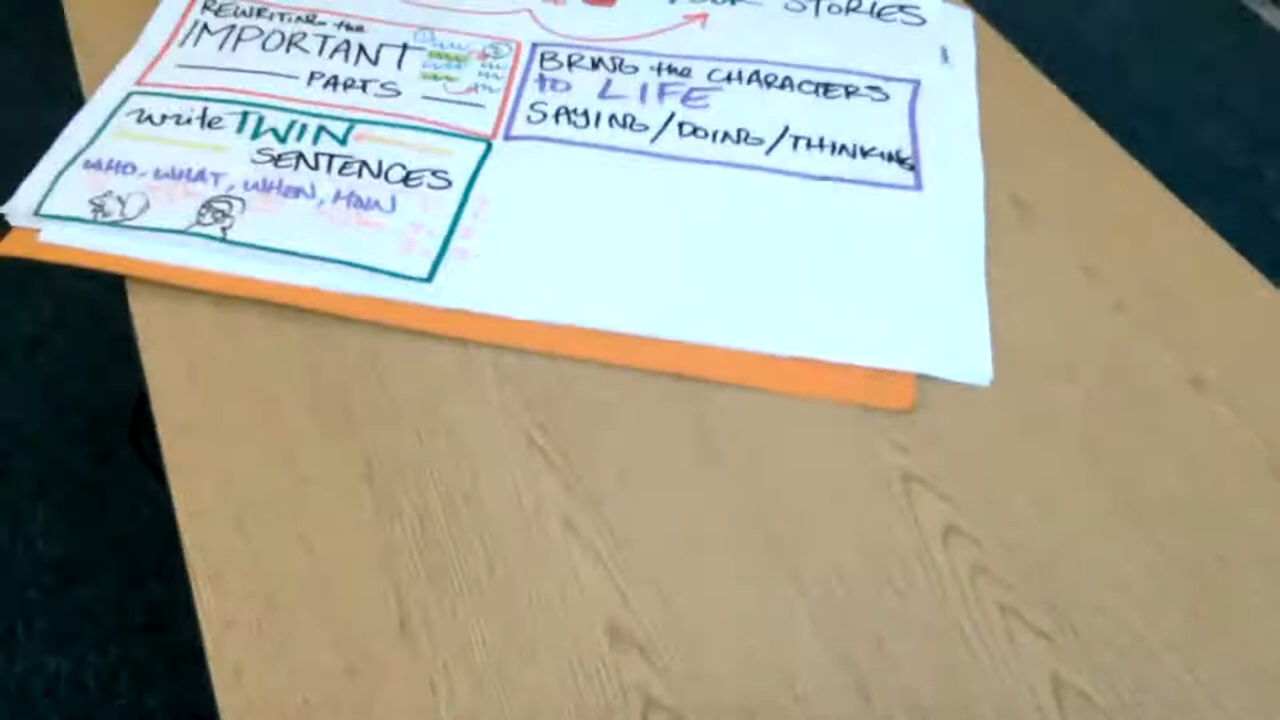 STORIES
REWRITING the
IMPORTANT
PARTS
write TWIN
SENTENCES
WHO, WHAT, WHEN, HOW
BRING the CHARACTERS
to LIFE
SAYING/DOING/THINKING